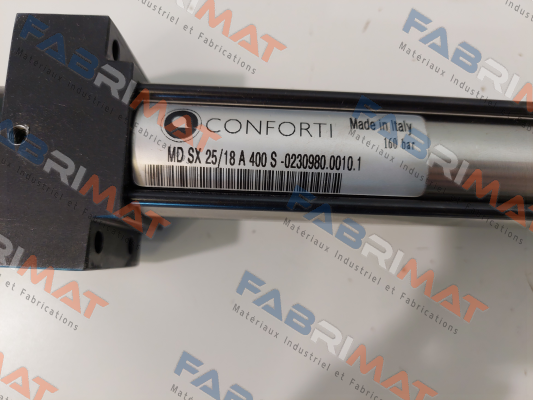 CONFORTI
Made in Italy
160 bar
MD SX 25/18 A 400 S -0230980.0010.1
FABRIMAT
Matériaux Industriel et Fabrications
FABRIMAT
Matériaux Industriel et Fabrications
FABRIMAT
Matériaux Industriel et Fabrications
FABRIMAT
Matériaux Industriel et Fabrications
FABRIMAT
Matériaux Industriel et Fabrications